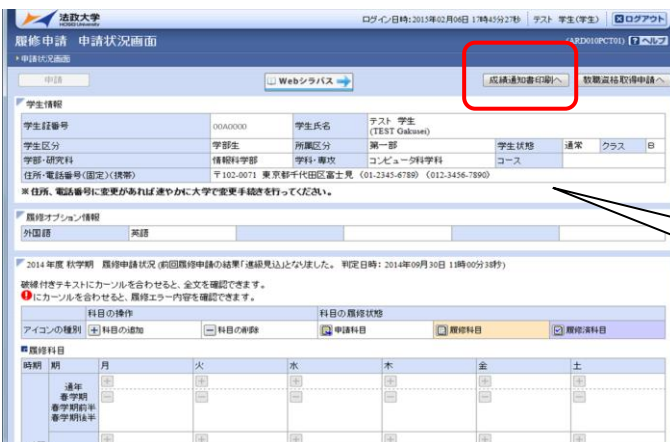 法政大学
HOSEI University
ログイン日時:2015年02月06日 17時45分27秒 テスト 学生(学生) ログアウト
履修申請 申請状況画面 (ARD010PCT01) ? ヘルプ
申請状況画面
申請 Webシラバス 成績通知書印刷へ 教職資格取得申請へ
学生情報
学生証番号 00A0000 学生氏名 テスト 学生
(TEST Gakusei)
学生区分 学部生 所属区分 第一部 学生状態 通常 クラス B
学部・研究科 情報科学部 学科・専攻 コンピュータ科学科 コース
住所・電話番号(固定)(携帯) 〒102-0071 東京都千代田区富士見 (01-2345-6789) (012-3456-7890)
※住所、電話番号に変更があれば速やかに大学で変更手続きを行ってください。
履修オプション情報
外国語 英語
2014年度 秋学期 履修申請状況 (前回履修申請の結果「進級見込」となりました。 判定日時：2014年09月30日 11時00分38秒)
破線付きテキストにカーソルを合わせると、全文を確認できます。
にカーソルを合わせると、履修エラー内容を確認できます。
科目の操作 科目の履修状態
アイコンの種別 科目の追加 科目の削除 申請科目 履修科目 履修済科目
履修科目
時期 期 月 火 水 木 金 土
通年
春学期
春学期前半
春学期後半